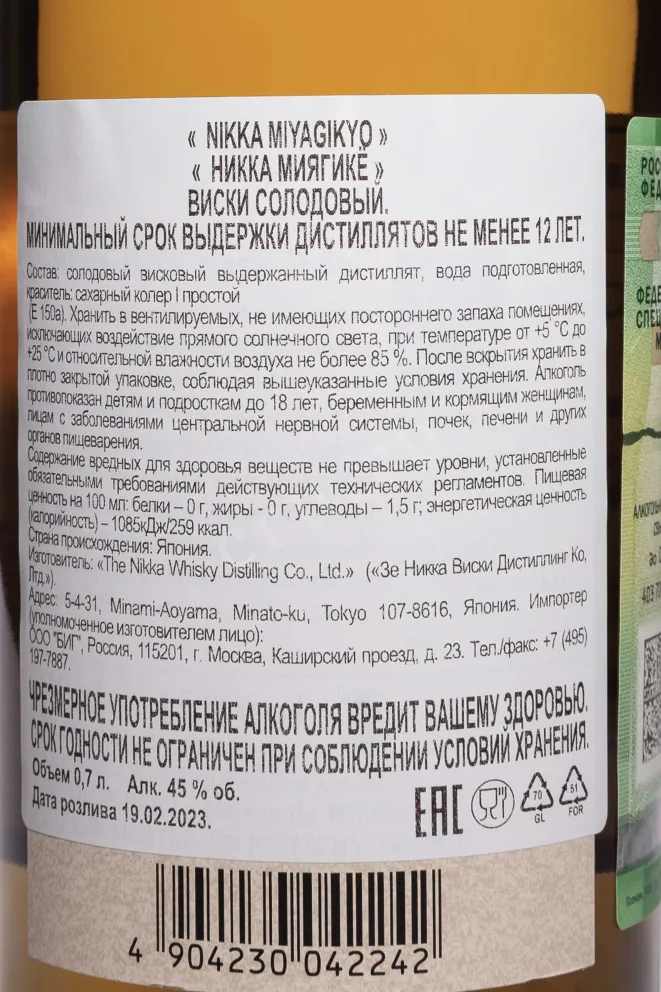 « NIKKA MIYAGIKYO »
« НИККА МИЯГИКЁ »
ВИСКИ СОЛОДОВЫЙ.
МИНИМАЛЬНЫЙ СРОК ВЫДЕРЖКИ ДИСТИЛЛЯТОВ НЕ МЕНЕЕ 12 ЛЕТ.
Состав: солодовый висковый выдержанный дистиллят, вода подготовленная,
краситель: сахарный колер I простой
(Е 150а). Хранить в вентилируемых, не имеющих постороннего запаха помещениях,
исключающих воздействие прямого солнечного света, при температуре от +5 °С до
+25 °С и относительной влажности воздуха не более 85 %. После вскрытия хранить в
плотно закрытой упаковке, соблюдая вышеуказанные условия хранения. Алкоголь
противопоказан детям и подросткам до 18 лет, беременным и кормящим женщинам,
лицам с заболеваниями центральной нервной системы, почек, печени и других
органов пищеварения.
Содержание вредных для здоровья веществ не превышает уровни, установленные
обязательными требованиями действующих технических регламентов. Пищевая
ценность на 100 мл: белки – 0 г, жиры - 0 г, углеводы – 1,5 г; энергетическая ценность
(калорийность) – 1085кДж/259 ккал.
Страна происхождения: Япония.
Изготовитель: «The Nikka Whisky Distilling Co., Ltd.» («Зе Никка Виски Дистиллинг Ко,
Лтд.»).
Адрес: 5-4-31, Minami-Aoyama, Minato-ku, Tokyo 107-8616, Япония. Импортер
(уполномоченное изготовителем лицо):
ООО "БИГ", Россия, 115201, г. Москва, Каширский проезд, д. 23. Тел./факс: +7 (495)
197-7887.
ЧРЕЗМЕРНОЕ УПОТРЕБЛЕНИЕ АЛКОГОЛЯ ВРЕДИТ ВАШЕМУ ЗДОРОВЬЮ.
СРОК ГОДНОСТИ НЕ ОГРАНИЧЕН ПРИ СОБЛЮДЕНИИ УСЛОВИЙ ХРАНЕНИЯ.
Объем 0,7 л. Алк. 45 % об.
Дата розлива 19.02.2023.
EAC
70
GL
51
FOR
4 904230 042242